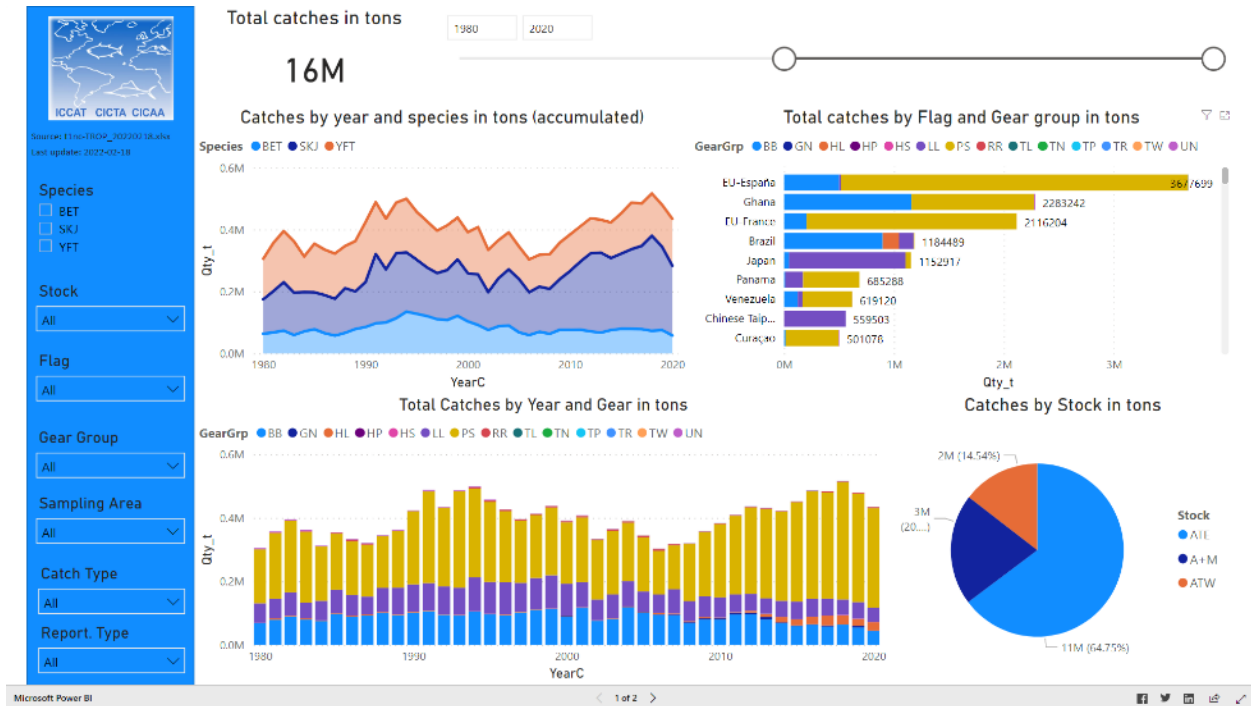 Total catches in tons
1980
2020
16M
ICCAT CICTA CICAA
Source: t1nc-TROP_20220218.xlsx
Last update: 2022-02-18
Species
BET
SKJ
YFT
Stock
All
Flag
All
Gear Group
All
Sampling Area
All
Catch Type
All
Report. Type
All
Catches by year and species in tons (accumulated)
Species BET SKJ YFT
0.6M
0.4M
0.2M
0.0M
Qty_t
1980 1990 2000 2010 2020
YearC
Total catches by Flag and Gear group in tons
GearGrp BB GN HL HP HS LL PS RR TL TN TP TR TW UN
EU-España 3677699
Ghana 2283242
EU-France 2116204
Brazil 1184489
Japan 1152917
Panama 685288
Venezuela 619120
Chinese Taip... 559503
Curaçao 501078
0M 1M 2M 3M
Qty_t
Total Catches by Year and Gear in tons
GearGrp BB GN HL HP HS LL PS RR TL TN TP TR TW UN
0.6M
0.4M
0.2M
0.0M
Qty_t
1980 1990 2000 2010 2020
YearC
Catches by Stock in tons
2M (14.54%)
3M
(20....)
11M (64.75%)
Stock
ATE
A+M
ATW
Microsoft Power BI
1 of 2